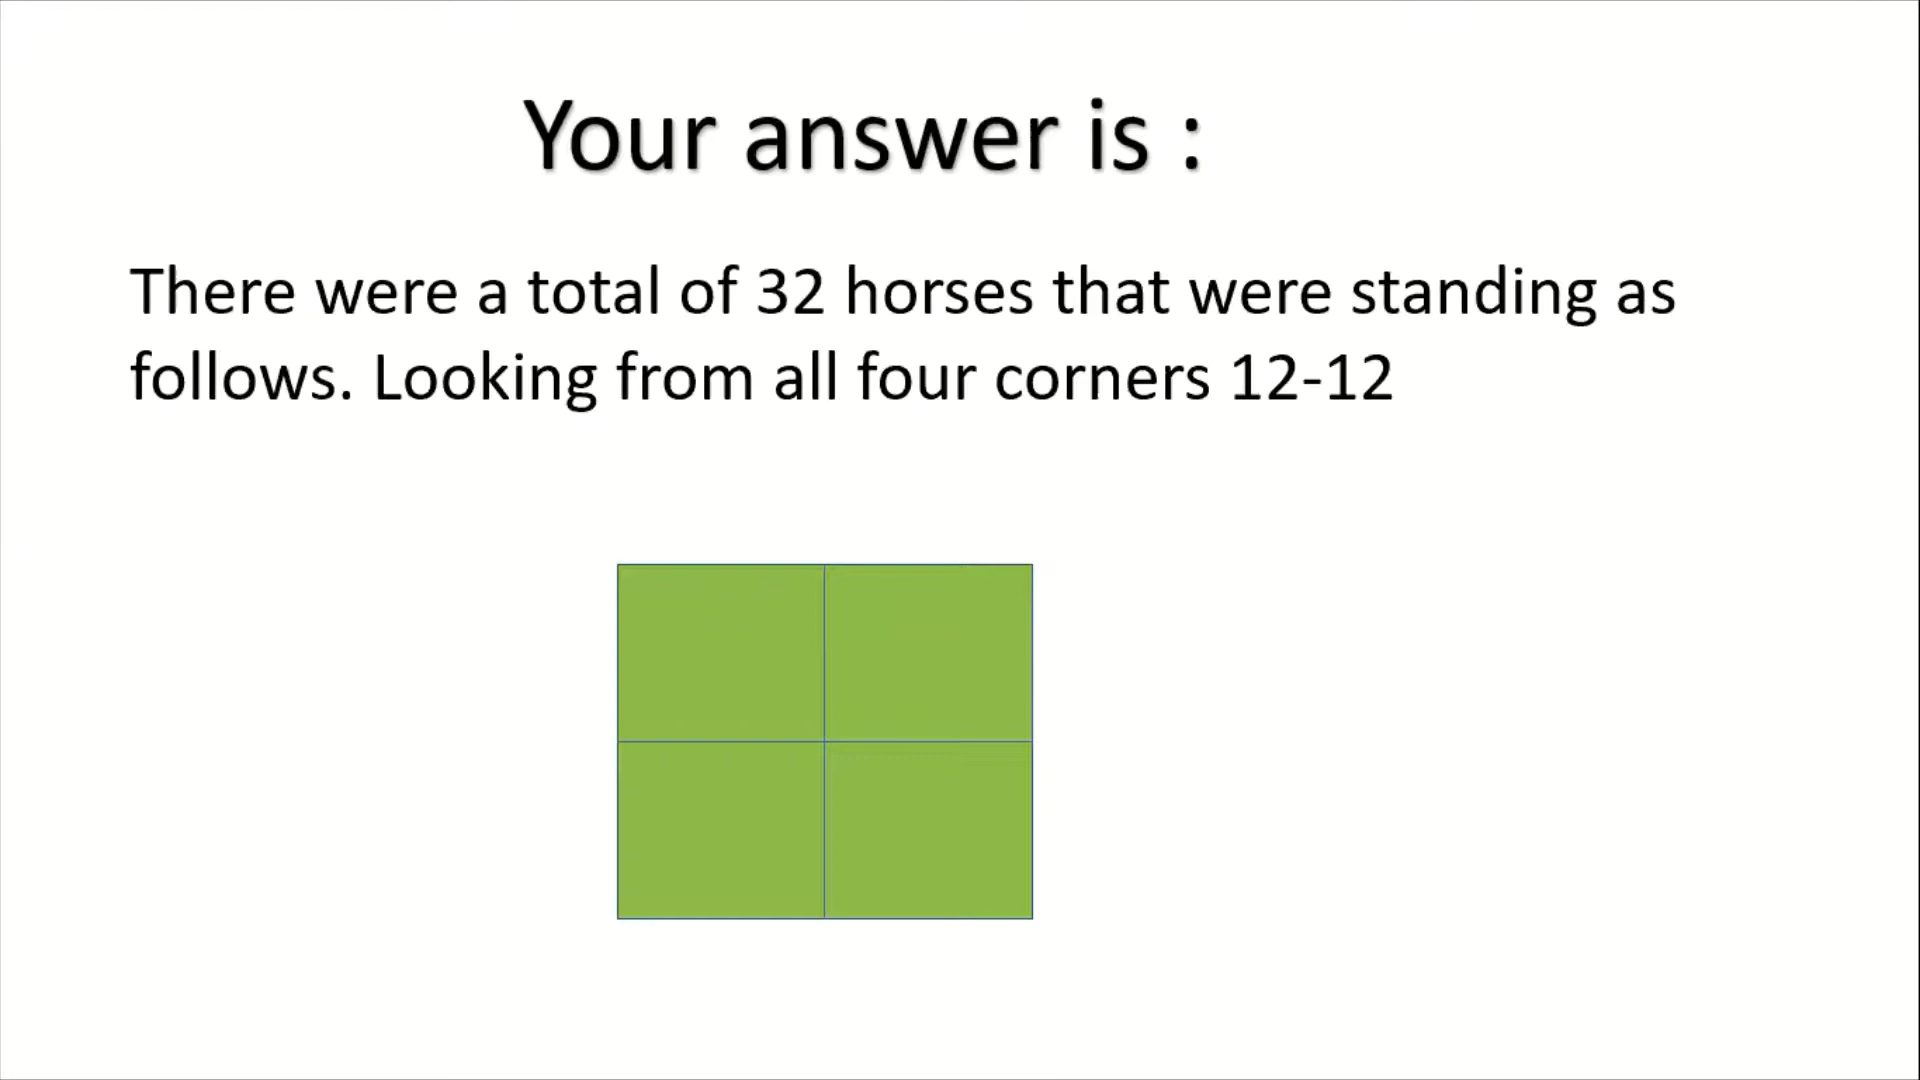 Your answer is :
There were a total of 32 horses that were standing as
follows. Looking from all four corners 12-12